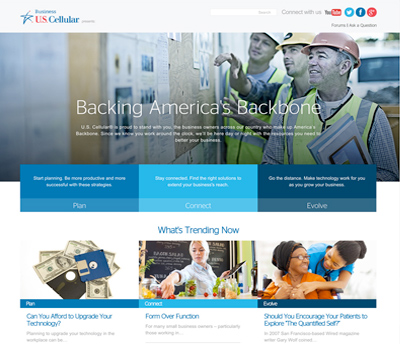 Business
U.S. Cellular
Search
Connect with us
You Tube
Forums | Ask a Question
Backing America's Backbone
U.S. Cellular® is proud to stand with you, the business owners across our country who make up America's
Backbone. Since we know you work around the clock, we'll be here day or night with the resources you need to
better your business.
Start planning. Be more productive and more
successful with these strategies.
Stay connected. Find the right solutions to
extend your business's reach.
Go the distance. Make technology work for you
as you grow your business.
Plan
Connect
Evolve
What's Trending Now
Plan
Connect
Evolve
Can You Afford to Upgrade Your
Technology?
Planning to upgrade your technology in the
workplace can be...
Form Over Function
For many small business owners – particularly
those working in ...
Should You Encourage Your Patients to
Explore "The Quantified Self?"
In 2007 San Francisco-based Wired magazine
writer Gary Wolf coined...